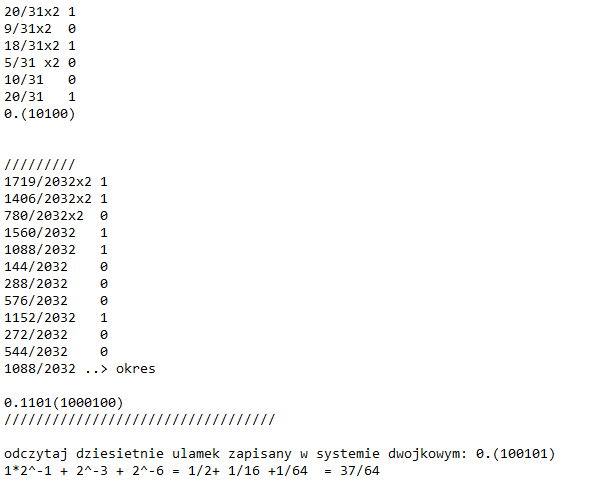 20/31x2 1
9/31x2  0
18/31x2 1
5/31 x2 0
10/31   0
20/31   1
0.(10100)
/////////
1719/2032x2 1
1406/2032x2 1
780/2032x2  0
1560/2032   1
1088/2032   1
144/2032    0
288/2032    0
576/2032    0
1152/2032   1
272/2032    0
544/2032    0
1088/2032 ..> okres
0.1101(1000100)
//////////////////////////////////
odczytaj dziesietnie ulamek zapisany w systemie dwojkowym: 0.(100101)
1*2^-1 + 2^-3 + 2^-6 = 1/2+ 1/16 +1/64  = 37/64